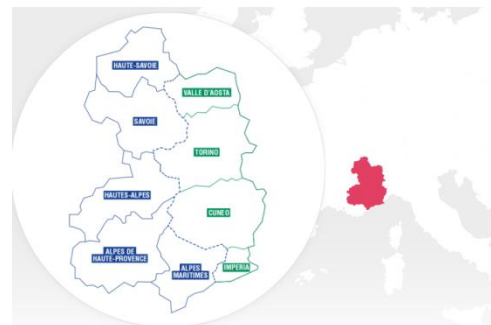 HAUTE-SAVOIE
VALLE D'AOSTA
SAVOIE
TORINO
HAUTES-ALPES
CUNEO
ALPES DE
HAUTE-PROVENCE
ALPES
MARITIMES
IMPERIA